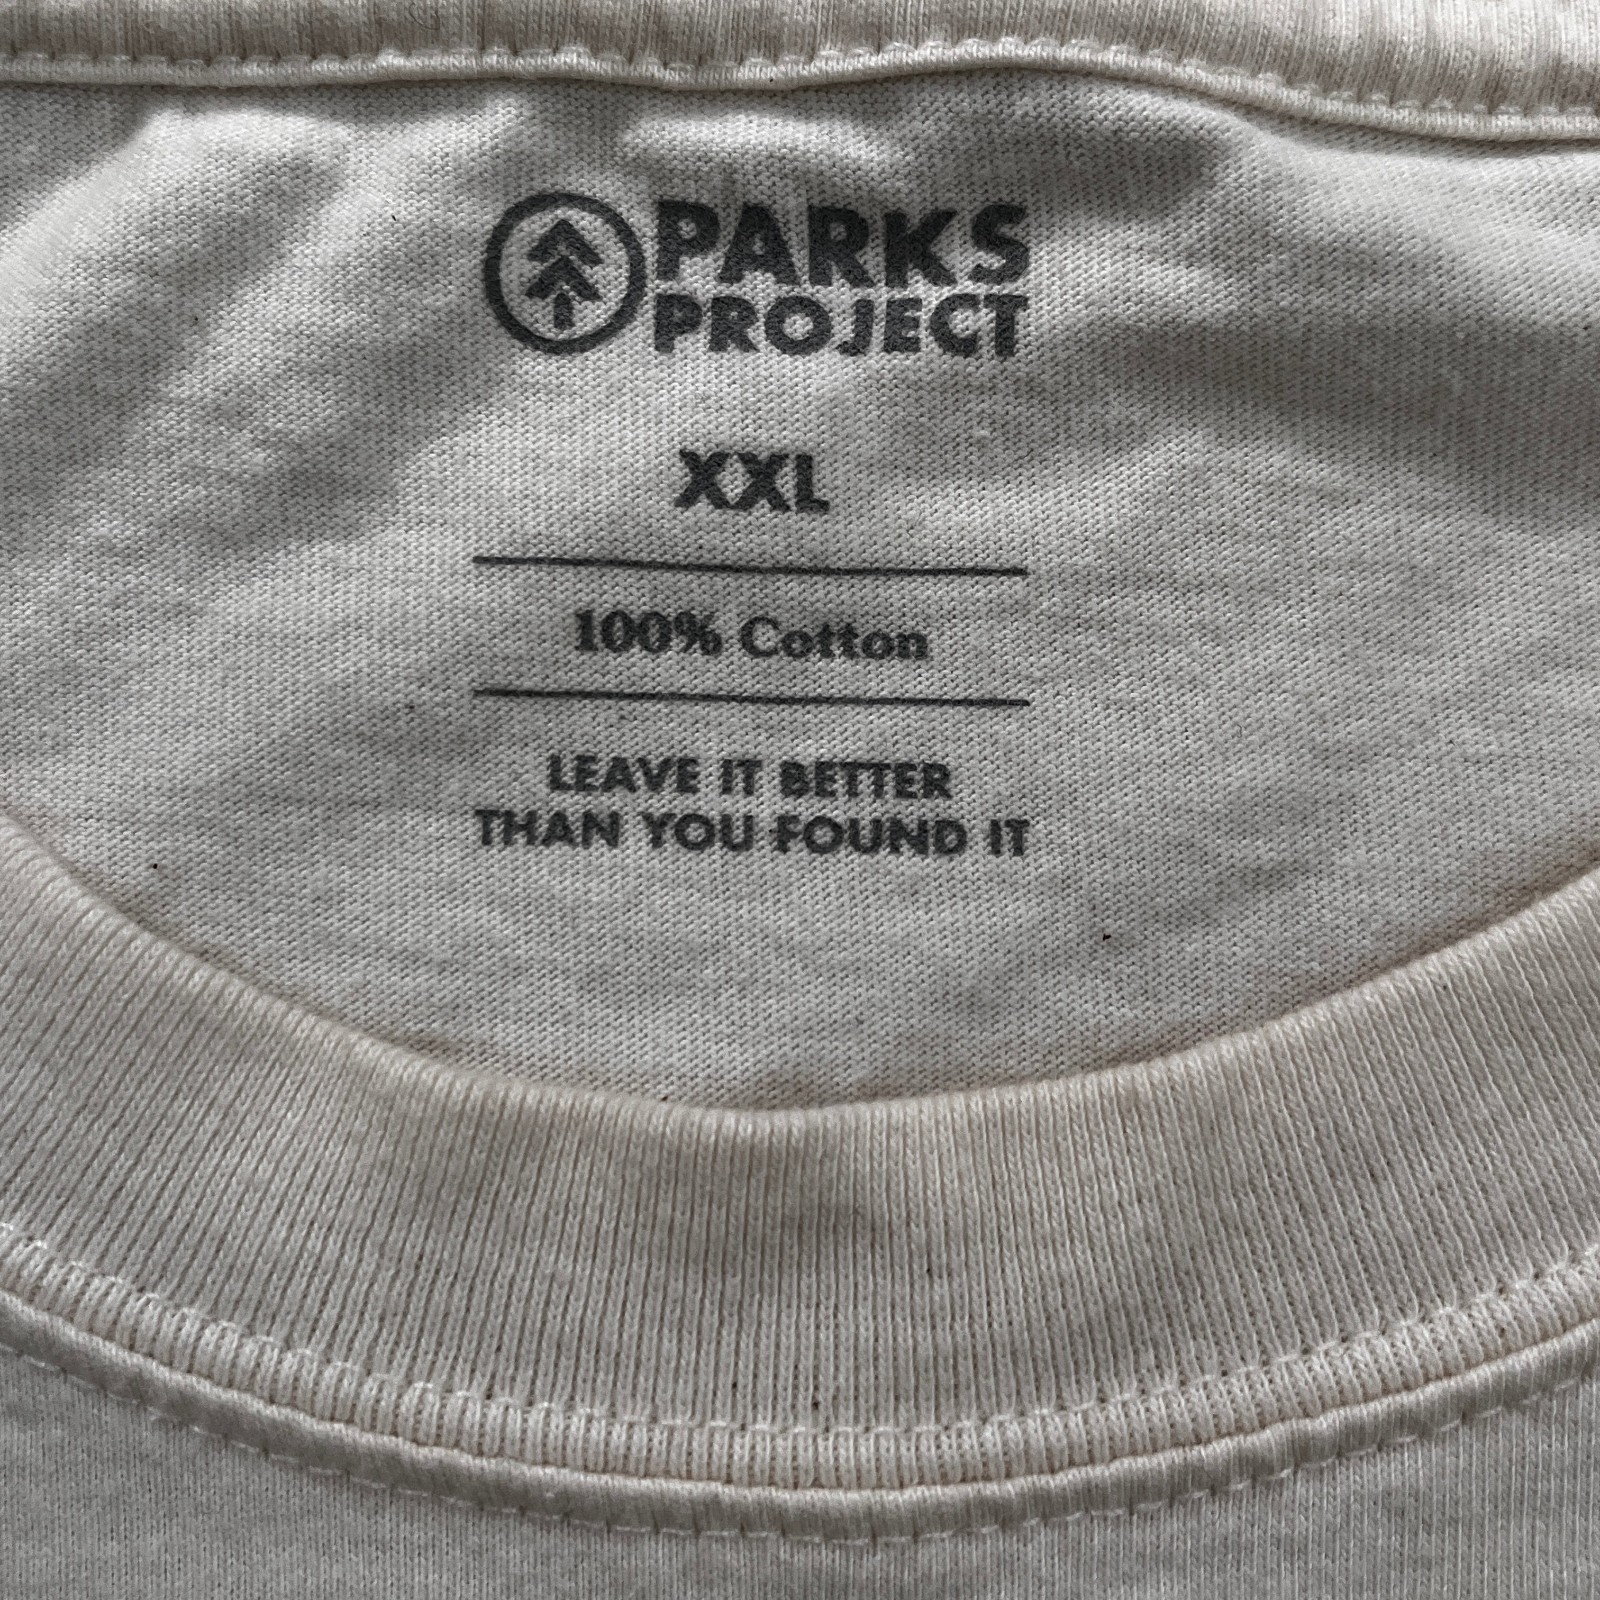 PARKS
PROJECT
XXL
100% Cotton
LEAVE IT BETTER
THAN YOU FOUND IT